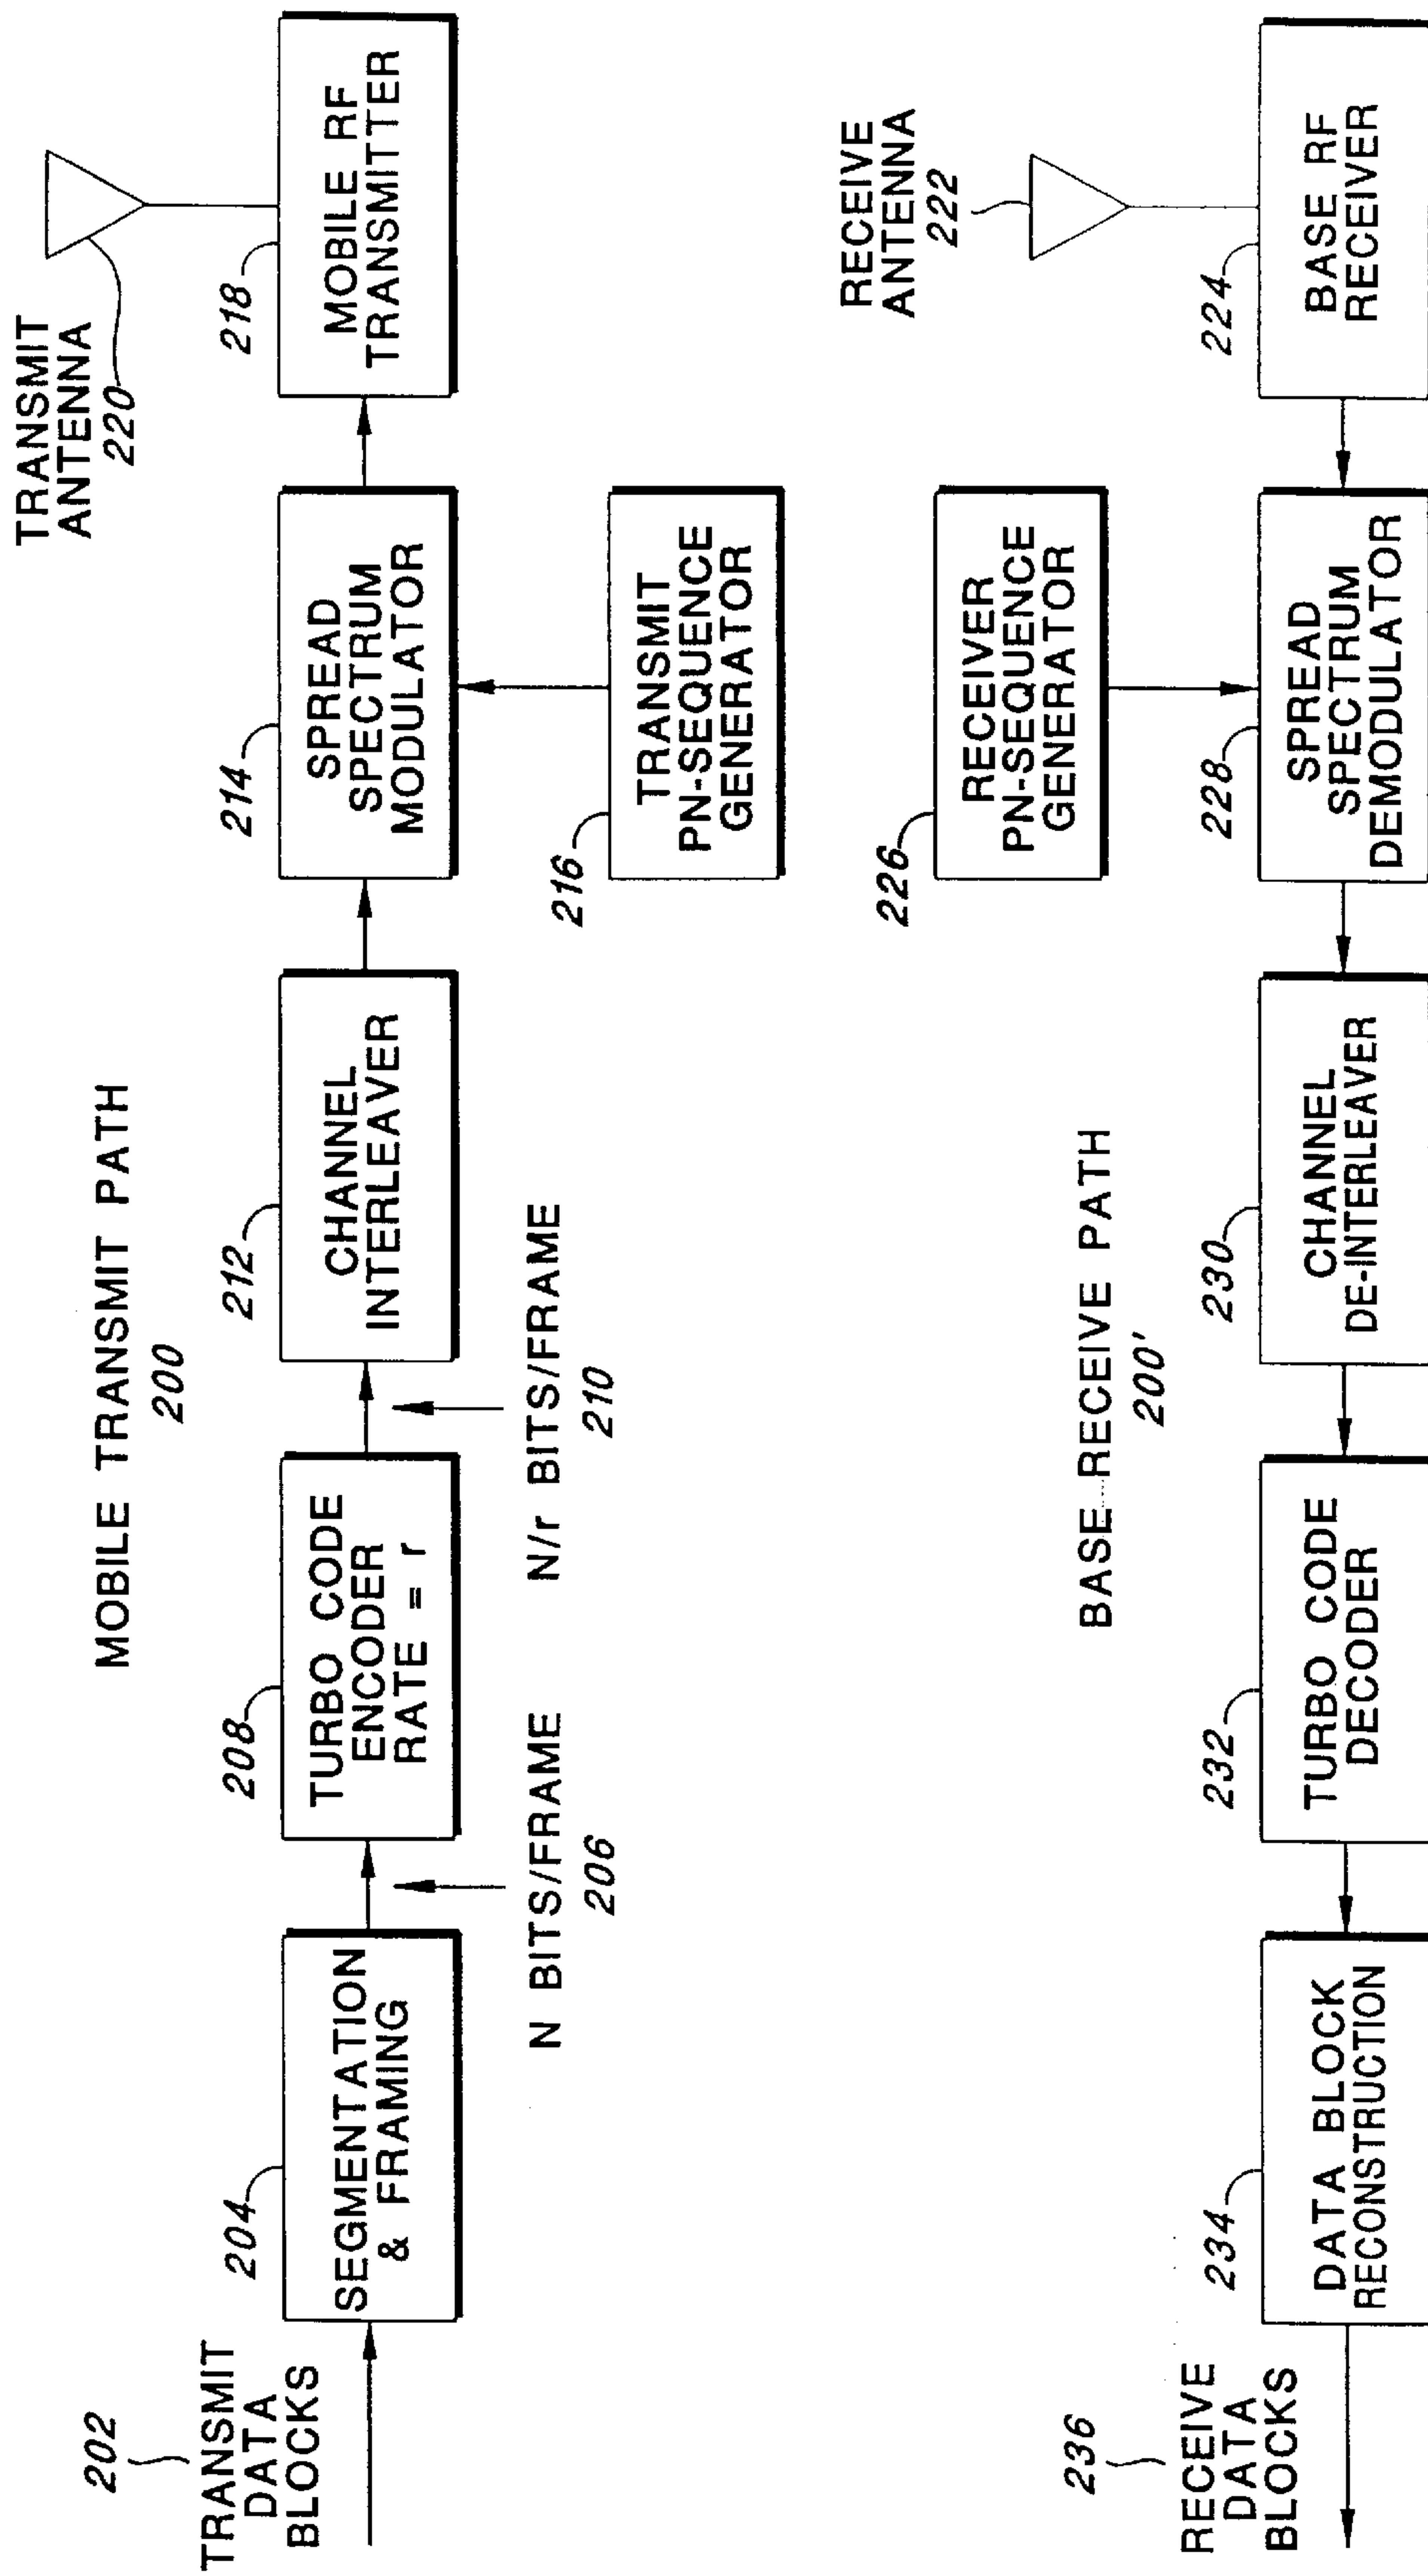 MOBILE TRANSMIT PATH
200
202
TRANSMIT
DATA
BLOCKS
204
SEGMENTATION
& FRAMING
N BITS/FRAME
206
208
TURBO CODE
ENCODER
RATE = r
N/r BITS/FRAME
210
212
CHANNEL
INTERLEAVER
214
SPREAD
SPECTRUM
MODULATOR
216
TRANSMIT
PN-SEQUENCE
GENERATOR
218
MOBILE RF
TRANSMITTER
TRANSMIT
ANTENNA
220
BASE RECEIVE PATH
200'
RECEIVE
ANTENNA
222
224
BASE RF
RECEIVER
226
RECEIVER
PN-SEQUENCE
GENERATOR
228
SPREAD
SPECTRUM
DEMODULATOR
230
CHANNEL
DE-INTERLEAVER
232
TURBO CODE
DECODER
234
DATA BLOCK
RECONSTRUCTION
236
RECEIVE
DATA
BLOCKS